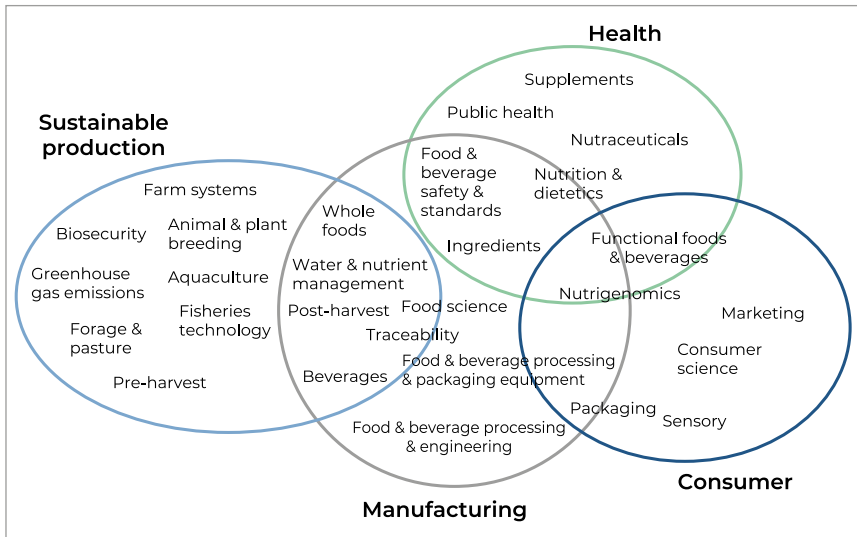 Health
Supplements
Public health
Nutraceuticals
Sustainable
production
Food &
beverage
safety &
standards
Nutrition &
dietetics
Farm systems
Whole
foods
Animal & plant
breeding
Biosecurity
Ingredients
Functional foods
& beverages
Water & nutrient
management
Greenhouse
gas emissions
Aquaculture
Nutrigenomics
Post-harvest
Food science
Fisheries
technology
Marketing
Forage &
pasture
Traceability
Consumer
science
Food & beverage processing
& packaging equipment
Pre-harvest
Beverages
Packaging
Sensory
Food & beverage processing
& engineering
Consumer
Manufacturing